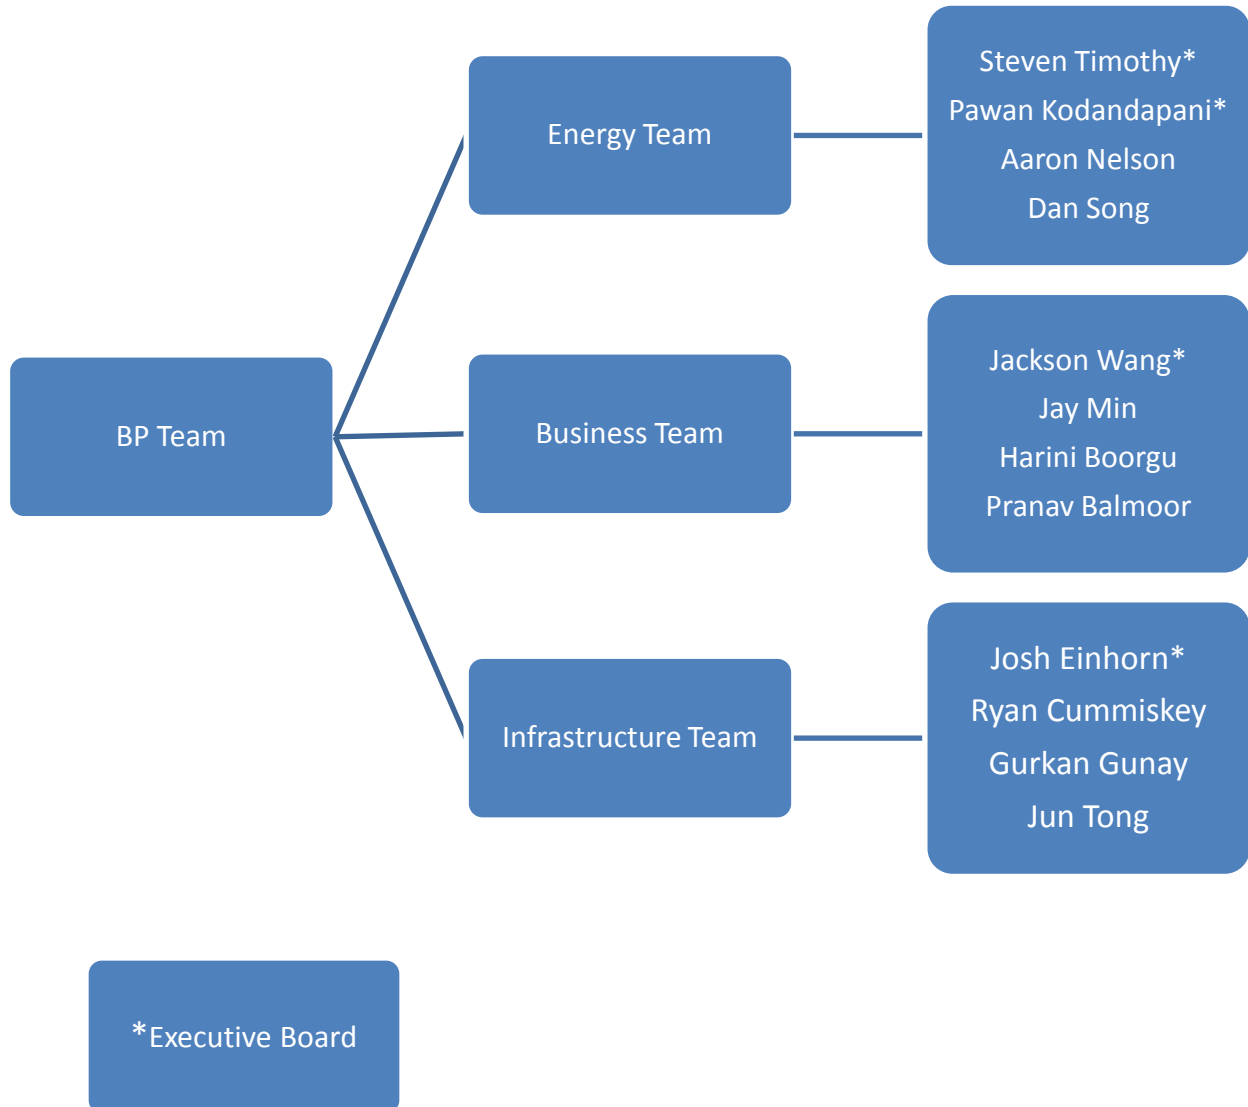 BP Team
Energy Team
Steven Timothy*
Pawan Kodandapani*
Aaron Nelson
Dan Song
Business Team
Jackson Wang*
Jay Min
Harini Boorgu
Pranav Balmoor
Infrastructure Team
Josh Einhorn*
Ryan Cummiskey
Gurkan Gunay
Jun Tong
*Executive Board